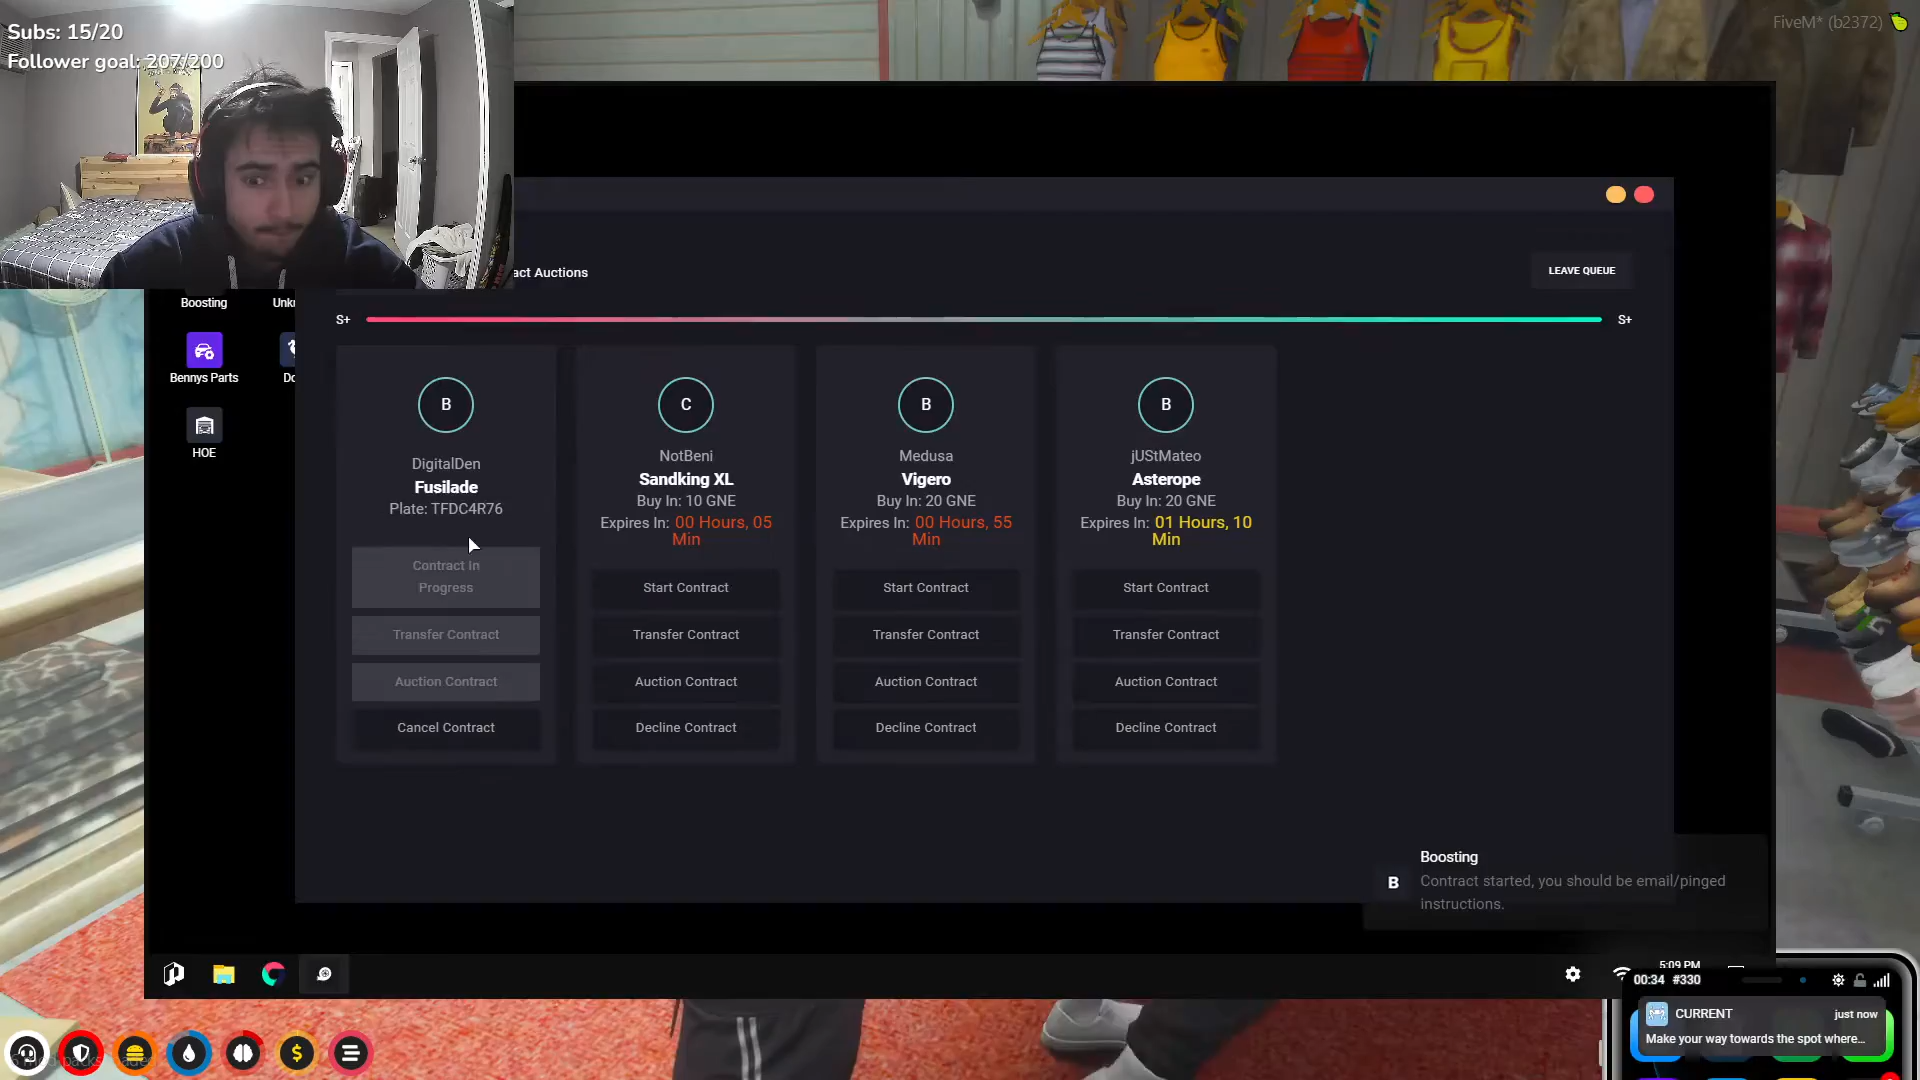 Subs: 15/20
Follower goal: 207/200
FiveM* (b2372)
act Auctions
LEAVE QUEUE
S+
S+
Boosting
Bennys Parts
HOE
B
DigitalDen
Fusilade
Plate: TFDC4R76
Contract In
Progress
Transfer Contract
Auction Contract
Cancel Contract
C
NotBeni
Sandking XL
Buy In: 10 GNE
Expires In: 00 Hours, 05
Min
Start Contract
Transfer Contract
Auction Contract
Decline Contract
B
Medusa
Vigero
Buy In: 20 GNE
Expires In: 00 Hours, 55
Min
Start Contract
Transfer Contract
Auction Contract
Decline Contract
B
jUStMateo
Asterope
Buy In: 20 GNE
Expires In: 01 Hours, 10
Min
Start Contract
Transfer Contract
Auction Contract
Decline Contract
Boosting
B
Contract started, you should be email/pinged
instructions.
5:09 PM
00:34 #330
CURRENT
just now
Make your way towards the spot where...